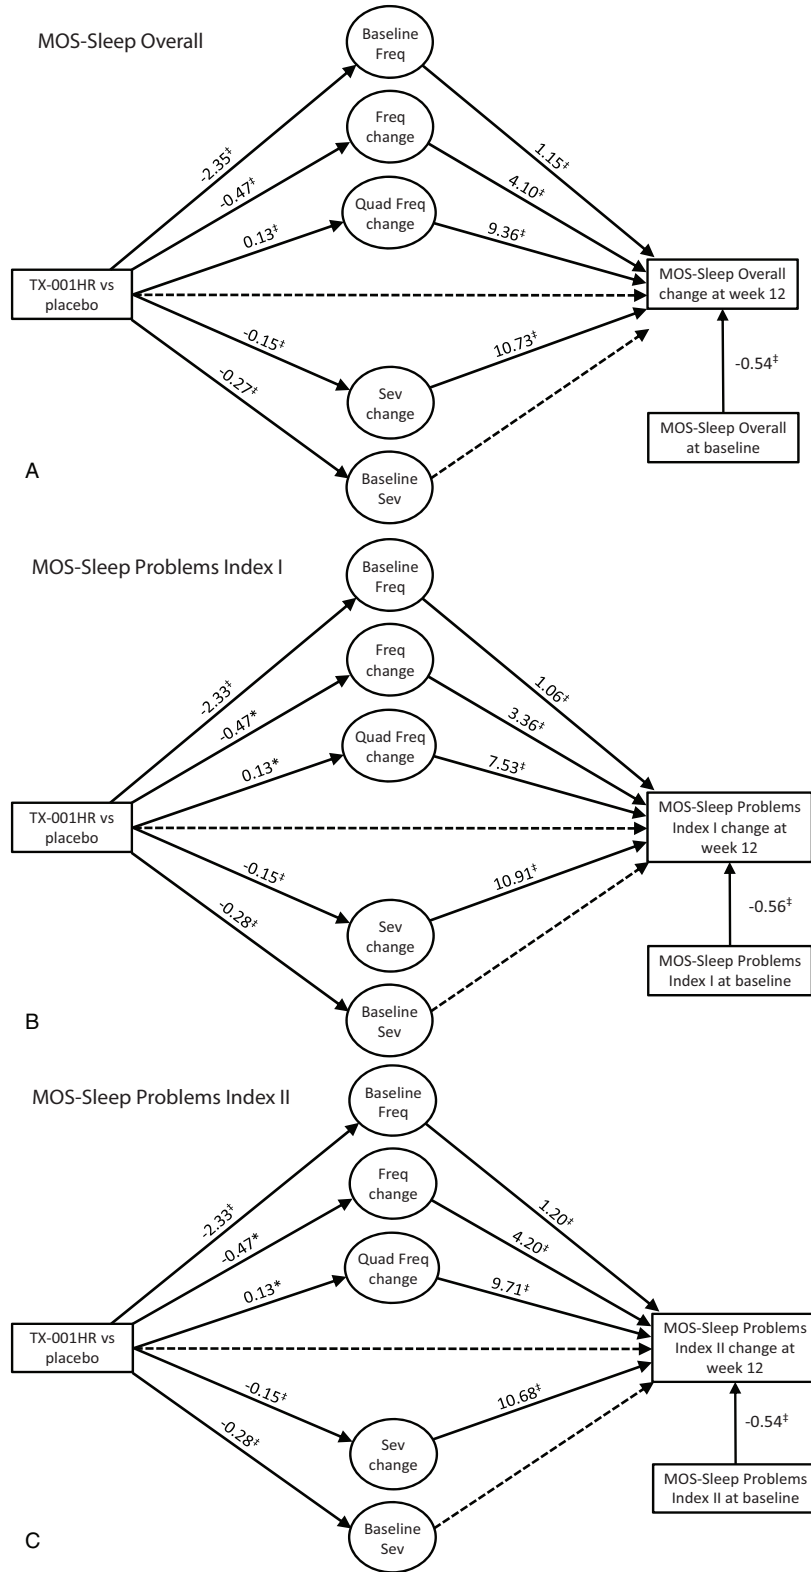 MOS-Sleep Overall
Baseline
Freq
Freq
change
Quad Freq
change
-2.35‡
-0.47‡
0.13‡
1.15‡
4.10‡
9.36‡
TX-001HR vs
placebo
MOS-Sleep Overall
change at week 12
-0.15‡
-0.27‡
10.73‡
-0.54‡
Sev
change
MOS-Sleep Overall
at baseline
Baseline
Sev
A
MOS-Sleep Problems Index I
Baseline
Freq
Freq
change
Quad Freq
change
-2.33‡
-0.47*
0.13*
1.06‡
3.36‡
7.53‡
TX-001HR vs
placebo
MOS-Sleep Problems
Index I change at
week 12
-0.15‡
-0.28‡
10.91‡
-0.56‡
Sev
change
MOS-Sleep Problems
Index I at baseline
Baseline
Sev
B
MOS-Sleep Problems Index II
Baseline
Freq
Freq
change
Quad Freq
change
-2.33‡
-0.47*
0.13*
1.20‡
4.20‡
9.71‡
TX-001HR vs
placebo
MOS-Sleep Problems
Index II change at
week 12
-0.15‡
-0.28‡
10.68‡
-0.54‡
Sev
change
MOS-Sleep Problems
Index II at baseline
Baseline
Sev
C